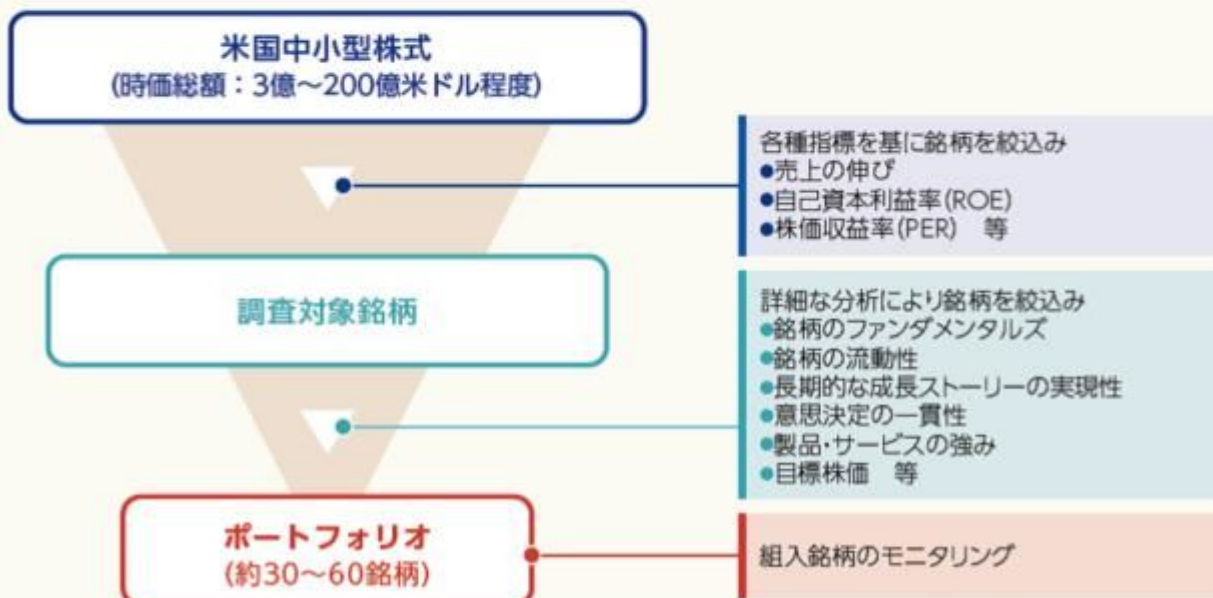 米国中小型株式
(時価総額：3億～200億米ドル程度)
各種指標を基に銘柄を絞込み
●売上の伸び
●自己資本利益率(ROE)
●株価収益率(PER)　等
調査対象銘柄
詳細な分析により銘柄を絞込み
●銘柄のファンダメンタルズ
●銘柄の流動性
●長期的な成長ストーリーの実現性
●意思決定の一貫性
●製品・サービスの強み
●目標株価　等
ポートフォリオ
(約30～60銘柄)
組入銘柄のモニタリング